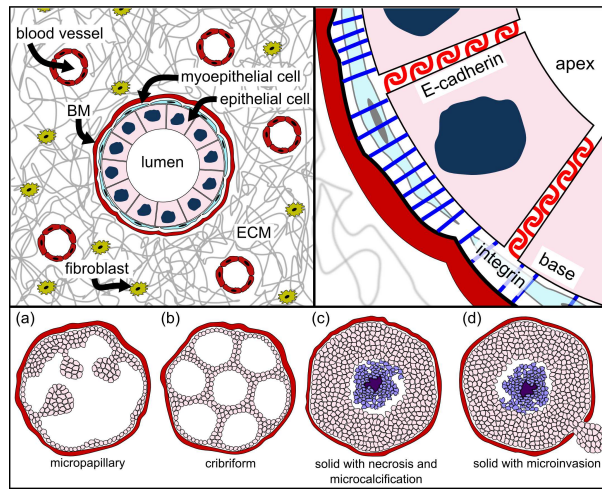 blood vessel
myoepithelial cell
epithelial cell
BM
lumen
ECM
fibroblast
E-cadherin
apex
integrin
base
(a)
(b)
(c)
(d)
micropapillary
cribriform
solid with necrosis and
microcalcification
solid with microinvasion